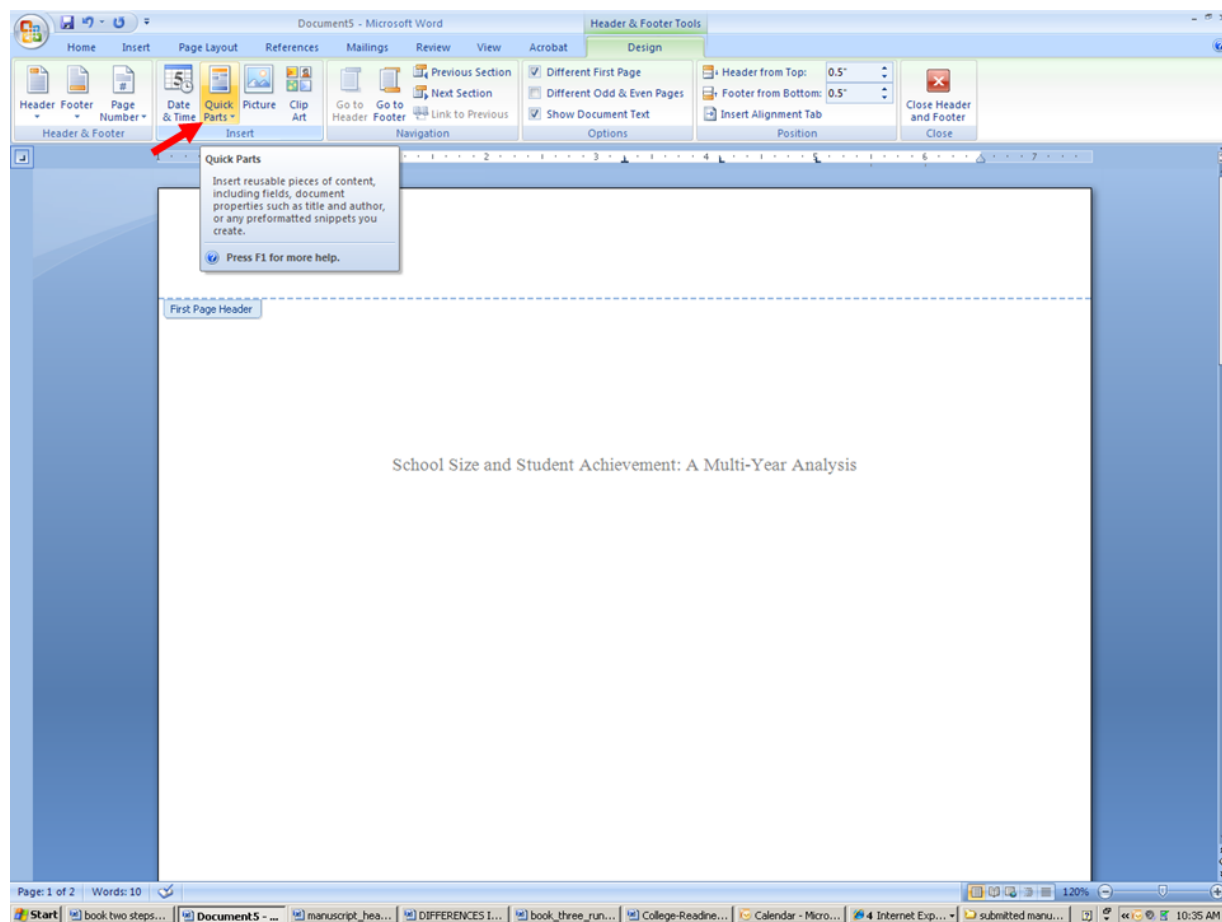 Document5 - Microsoft Word
Header & Footer Tools
Home Insert Page Layout References Mailings Review View Acrobat Design
Header
Footer
Page Number
Header & Footer
Date & Time
Quick Parts
Picture
Clip Art
Insert
Go to Header
Go to Footer
Previous Section
Next Section
Link to Previous
Navigation
Different First Page
Different Odd & Even Pages
Show Document Text
Options
Header from Top: 0.5"
Footer from Bottom: 0.5"
Insert Alignment Tab
Position
Close Header
and Footer
Close
1 2 3 4 5 6 7
Quick Parts
Insert reusable pieces of content,
including fields, document
properties such as title and author,
or any preformatted snippets you
create.
Press F1 for more help.
First Page Header
School Size and Student Achievement: A Multi-Year Analysis
Page: 1 of 2 Words: 10 120%
Start book two steps... Document5 - ... manuscript_hea... DIFFERENCES I... book_three_run... College-Readine... Calendar - Micro... 4 Internet Exp... submitted manu... 10:35 AM